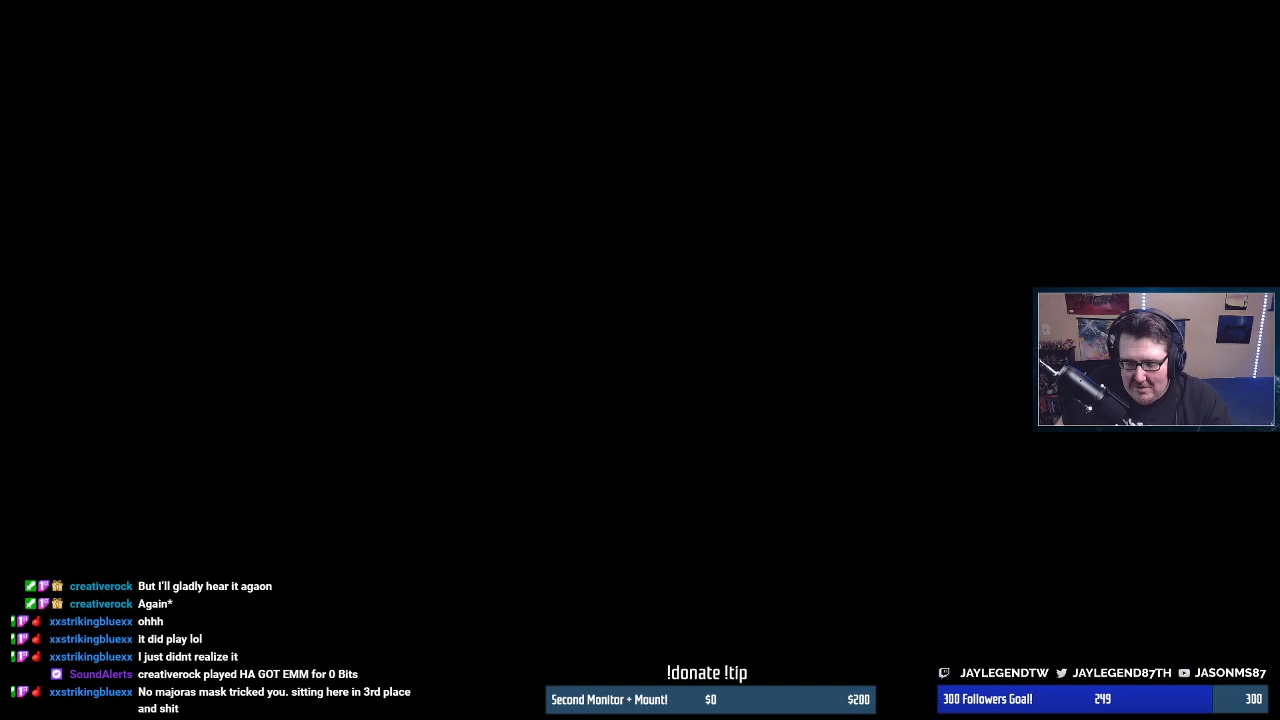 creativerock But I'll gladly hear it agaon
creativerock Again*
xxstrikingbluexx ohhh
xxstrikingbluexx it did play lol
xxstrikingbluexx I just didnt realize it
SoundAlerts creativerock played HA GOT EMM for 0 Bits
xxstrikingbluexx No majoras mask tricked you. sitting here in 3rd place
and shit
!donate !tip
Second Monitor + Mount! $0 $200
JAYLEGENDTW JAYLEGEND87TH JASONMS87
300 Followers Goal! 249 300